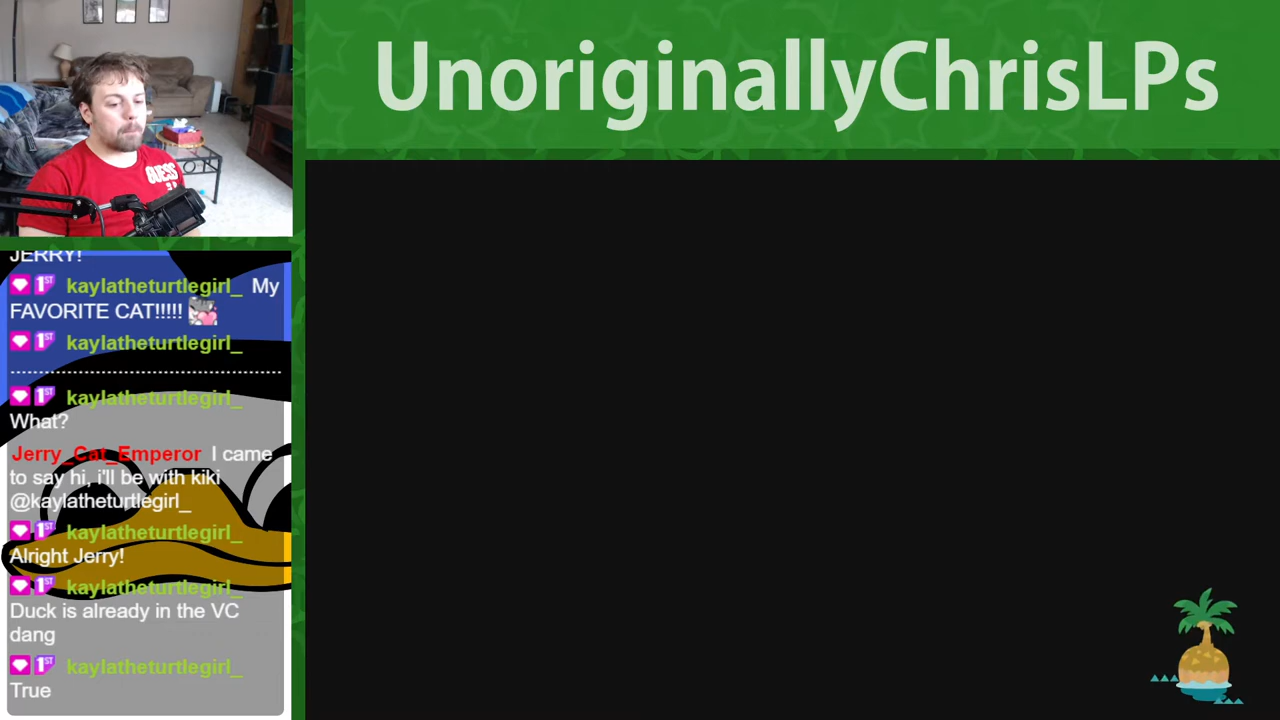 UnoriginallyChrisLPs
GUESS
JERRY!
kaylatheturtlegirl_ My
FAVORITE CAT!!!!!
kaylatheturtlegirl_
--------------------------------------------------
kaylatheturtlegirl_
What?
Jerry_Cat_Emperor I came
to say hi, i'll be with kiki
@kaylatheturtlegirl_
kaylatheturtlegirl_
Alright Jerry!
kaylatheturtlegirl_
Duck is already in the VC
dang
kaylatheturtlegirl_
True